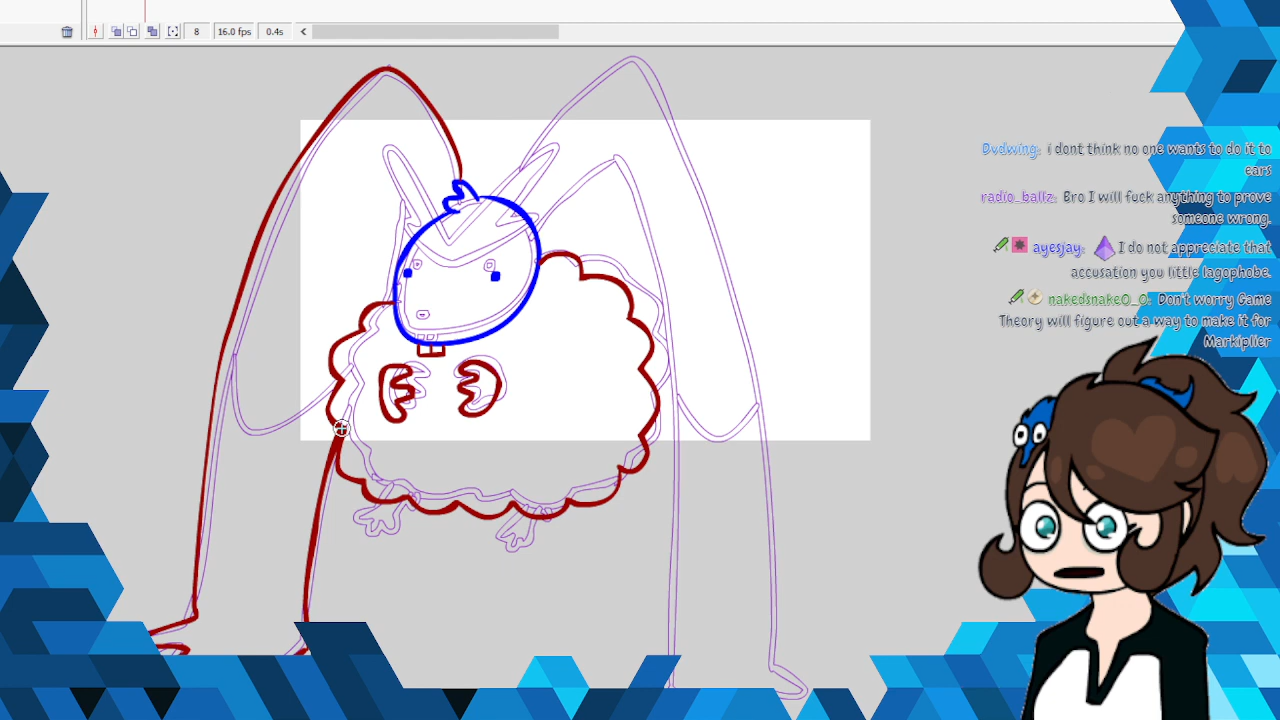 8 16.0 fps 0.4s
Dvdwing: i dont think no one wants to do it to
ears
radio_ballz: Bro I will fuck anything to prove
someone wrong.
ayesjay: I do not appreciate that
accusation you little lagophobe.
nakedsnake0_0: Don't worry Game
Theory will figure out a way to make it for
Markiplier